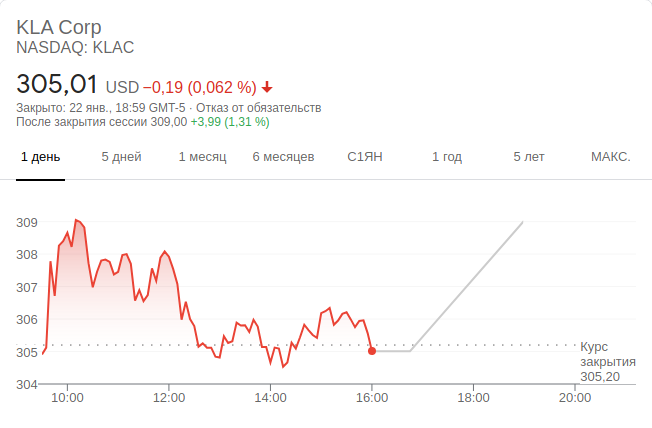 KLA Corp
NASDAQ: KLAC
305,01 USD −0,19 (0,062 %)
Закрыто: 22 янв., 18:59 GMT-5 · Отказ от обязательств
После закрытия сессии 309,00 +3,99 (1,31 %)
1 день 5 дней 1 месяц 6 месяцев С1ЯН 1 год 5 лет МАКС.
309
308
307
306
305
304
Курс
закрытия
305,20
10:00 12:00 14:00 16:00 18:00 20:00